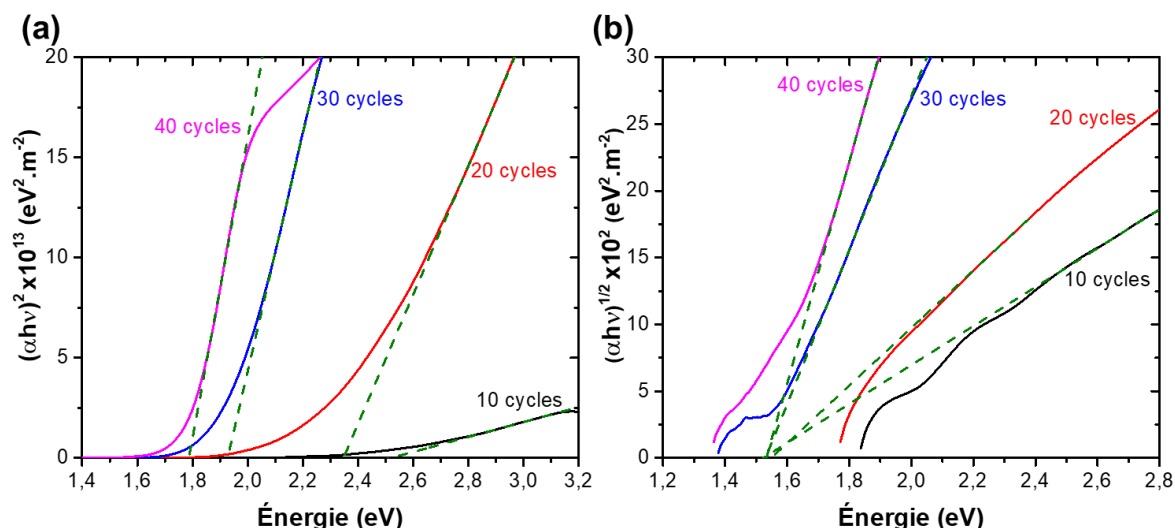 (a)
(αhν)² x10¹³ (eV².m⁻²)
20
15
10
5
0
40 cycles
30 cycles
20 cycles
10 cycles
1,4 1,6 1,8 2,0 2,2 2,4 2,6 2,8 3,0 3,2
Énergie (eV)
(b)
(αhν)¹/² x10² (eV².m⁻²)
30
25
20
15
10
5
0
40 cycles
30 cycles
20 cycles
10 cycles
1,2 1,4 1,6 1,8 2,0 2,2 2,4 2,6 2,8
Énergie (eV)